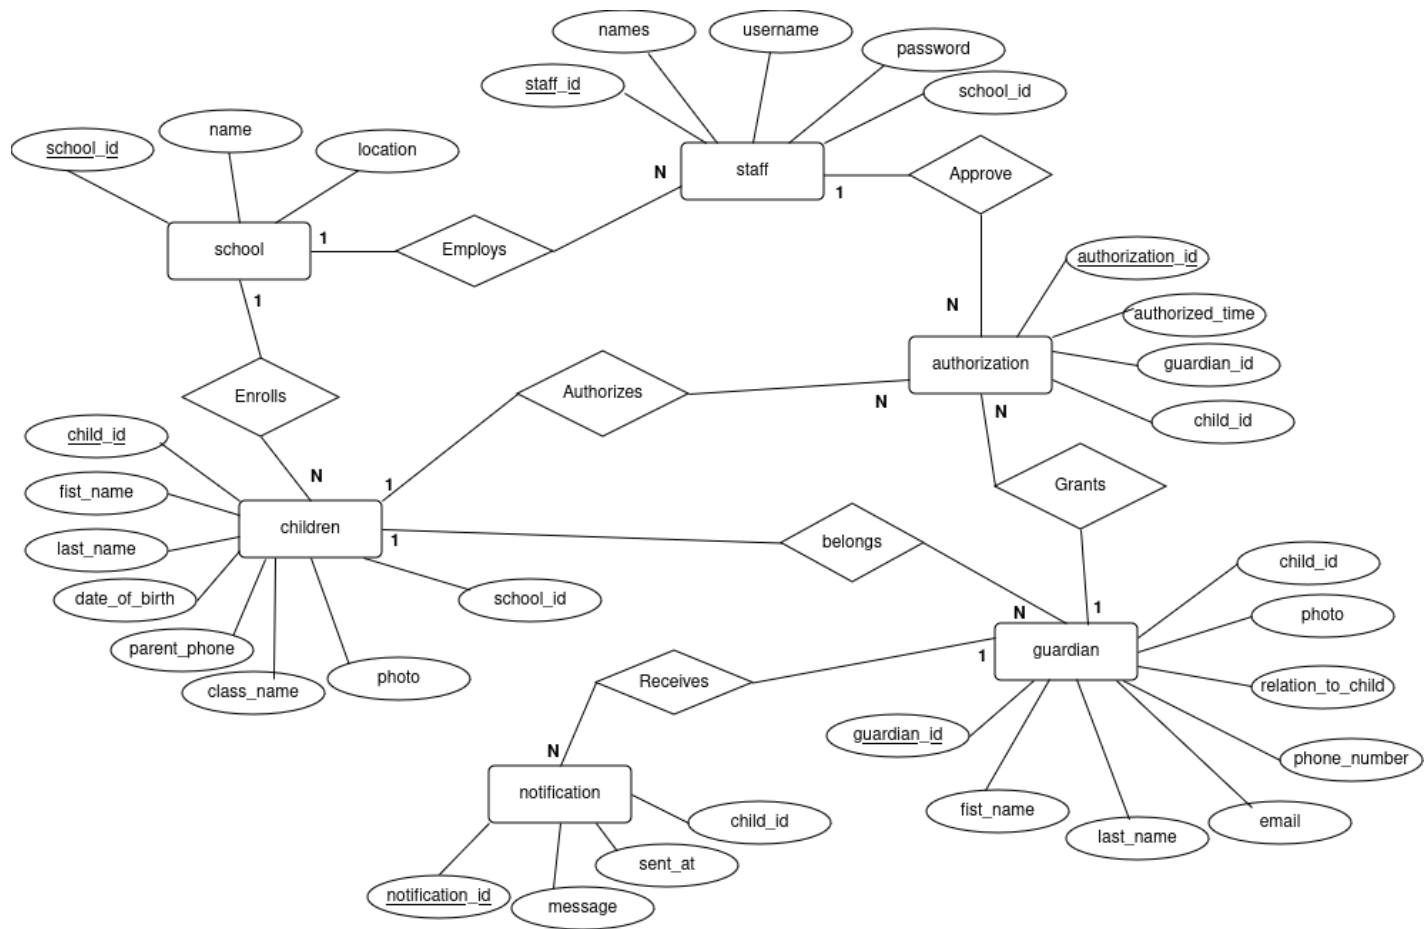 names
username
password
staff_id
school_id
name
school_id
location
staff
N
1
Approve
school
1
Employs
authorization_id
1
N
authorized_time
authorization
guardian_id
Enrolls
Authorizes
N
N
child_id
child_id
N
1
Grants
fist_name
children
1
belongs
last_name
child_id
date_of_birth
school_id
N
1
photo
parent_phone
guardian
1
class_name
photo
Receives
relation_to_child
guardian_id
N
phone_number
notification
fist_name
child_id
last_name
email
sent_at
notification_id
message